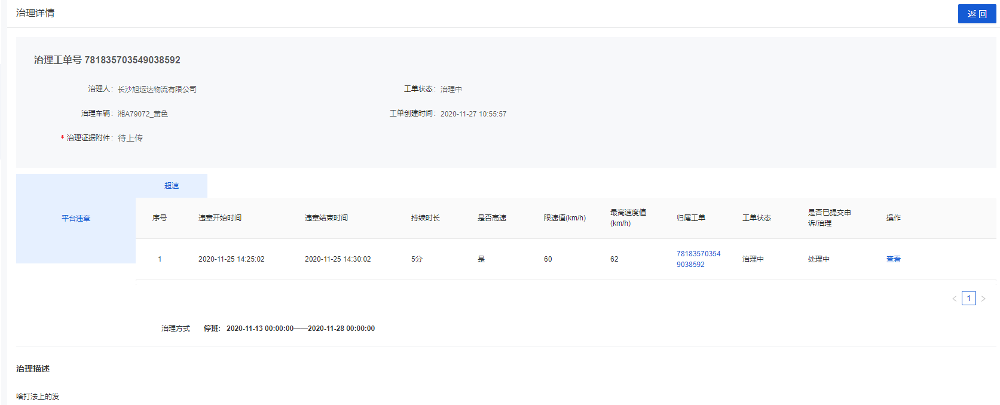 治理详情
返 回
治理工单号 781835703549038592
治理人： 长沙旭运达物流有限公司
工单状态： 治理中
治理车辆： 湘A79072_黄色
工单创建时间： 2020-11-27 10:55:57
* 治理证据附件： 待上传
超速
平台违章
序号 违章开始时间 违章结束时间 持续时长 是否高速 限速值(km/h) 最高速度值 归属工单 工单状态 是否已提交申 操作
(km/h) 诉/治理
1 2020-11-25 14:25:02 2020-11-25 14:30:02 5分 是 60 62 78183570354 治理中 处理中 查看
9038592
< 1 >
治理方式 停班: 2020-11-13 00:00:00——2020-11-28 00:00:00
治理描述
啥打法上的发